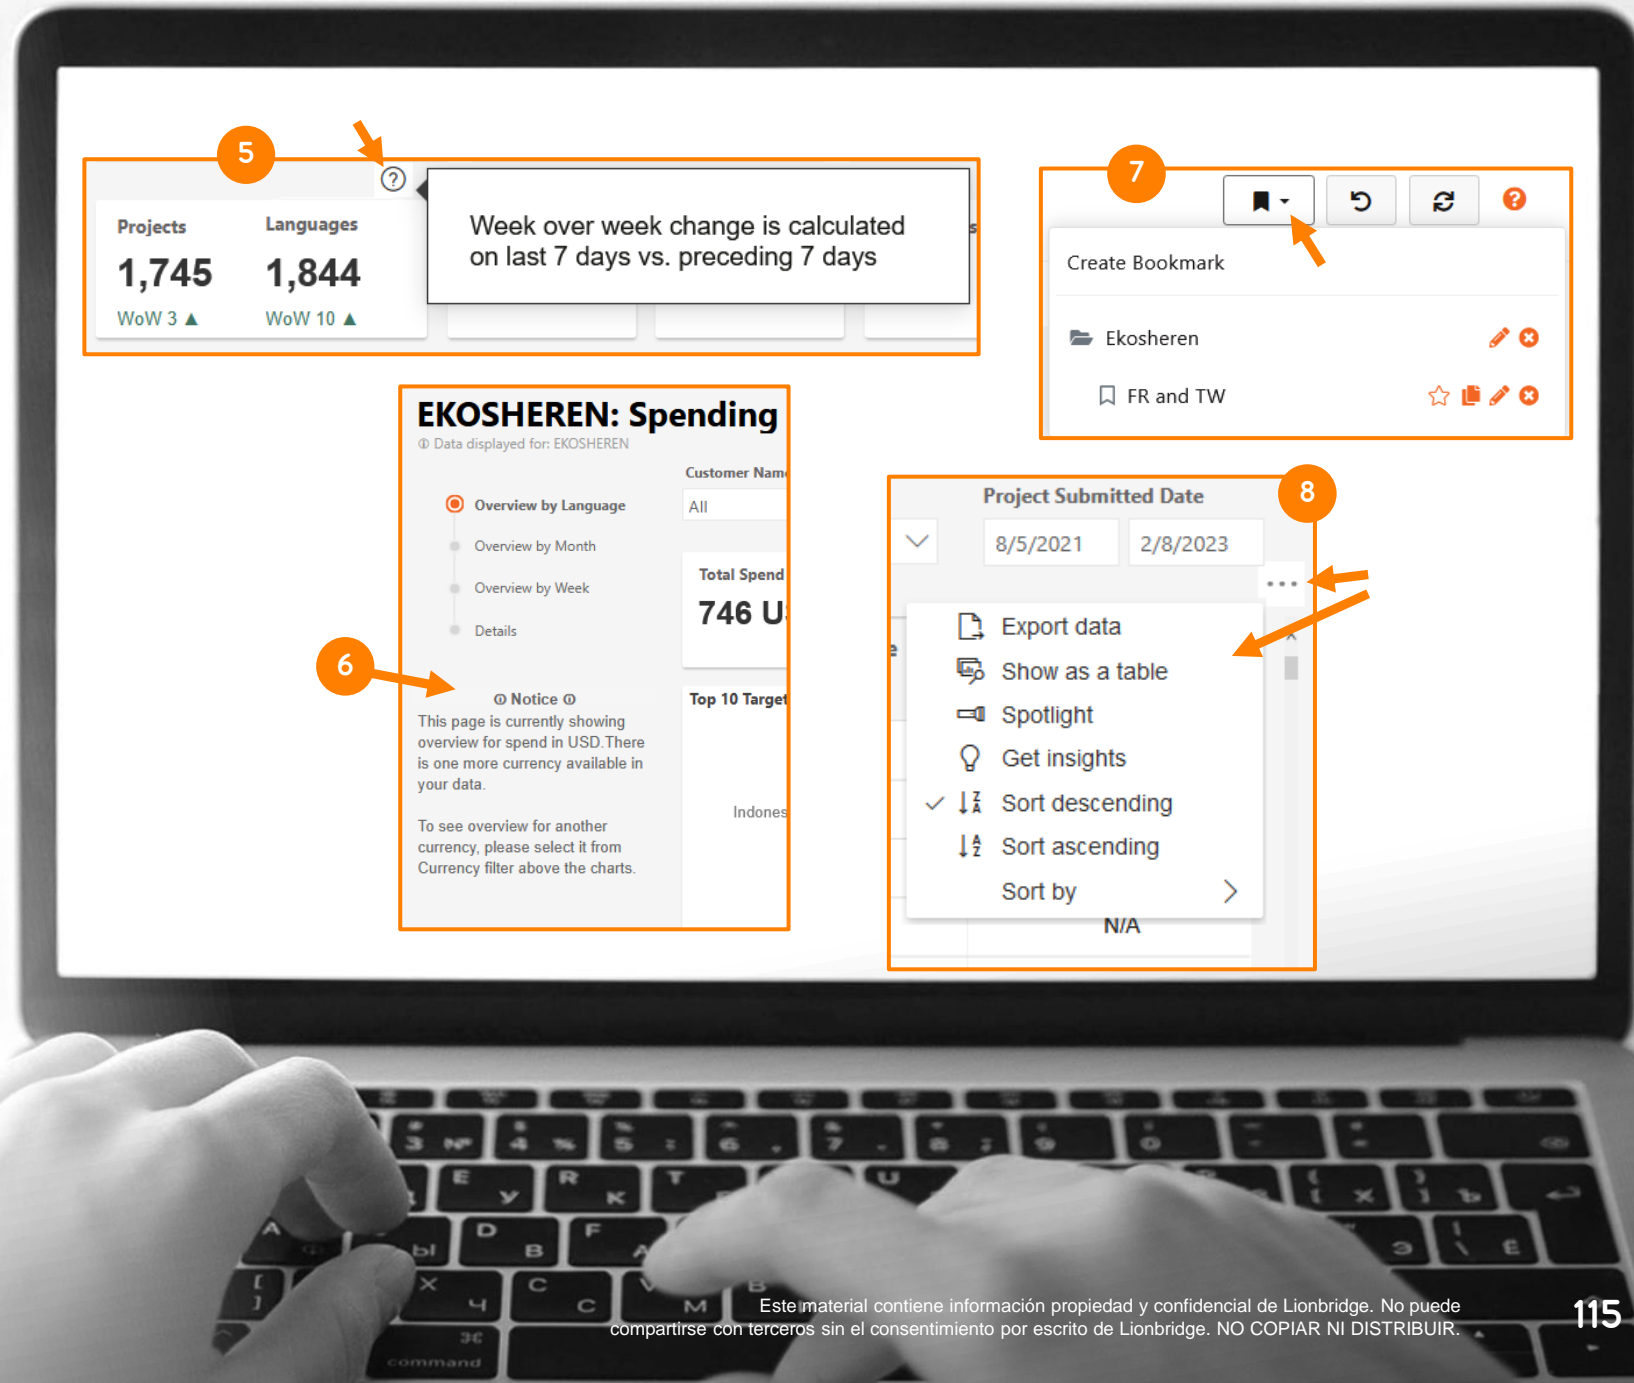 5
Projects
Languages
1,745
1,844
WoW 3 ▲
WoW 10 ▲
Week over week change is calculated
on last 7 days vs. preceding 7 days
7
Create Bookmark
Ekosheren
FR and TW
EKOSHEREN: Spending
Data displayed for: EKOSHEREN
Customer Name
All
Overview by Language
Overview by Month
Overview by Week
Details
Total Spend
746 US
6
Notice
This page is currently showing
overview for spend in USD.There
is one more currency available in
your data.
To see overview for another
currency, please select it from
Currency filter above the charts.
Top 10 Target
Indones
8
Project Submitted Date
8/5/2021
2/8/2023
Export data
Show as a table
Spotlight
Get insights
Sort descending
Sort ascending
Sort by
N/A
Este material contiene información propiedad y confidencial de Lionbridge. No puede
compartirse con terceros sin el consentimiento por escrito de Lionbridge. NO COPIAR NI DISTRIBUIR.
115
command